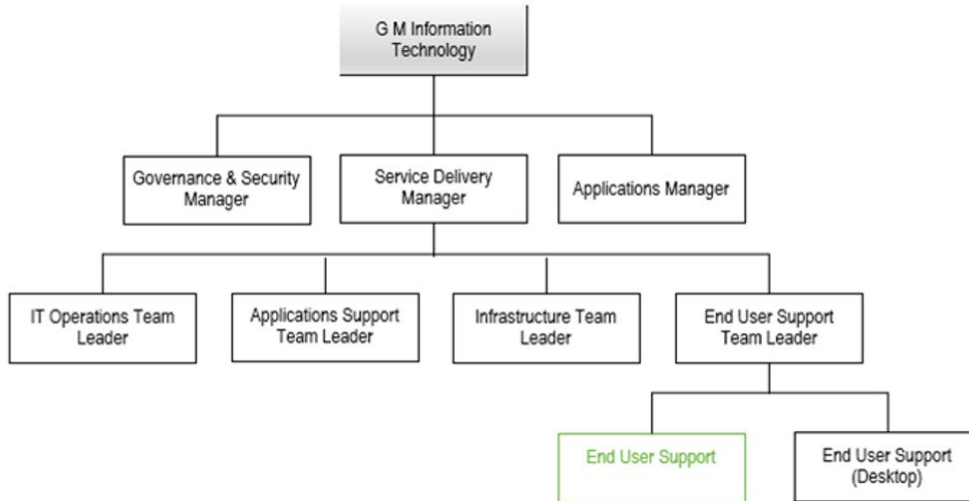 G M Information
Technology
Governance & Security
Manager
Service Delivery
Manager
Applications Manager
IT Operations Team
Leader
Applications Support
Team Leader
Infrastructure Team
Leader
End User Support
Team Leader
End User Support
End User Support
(Desktop)